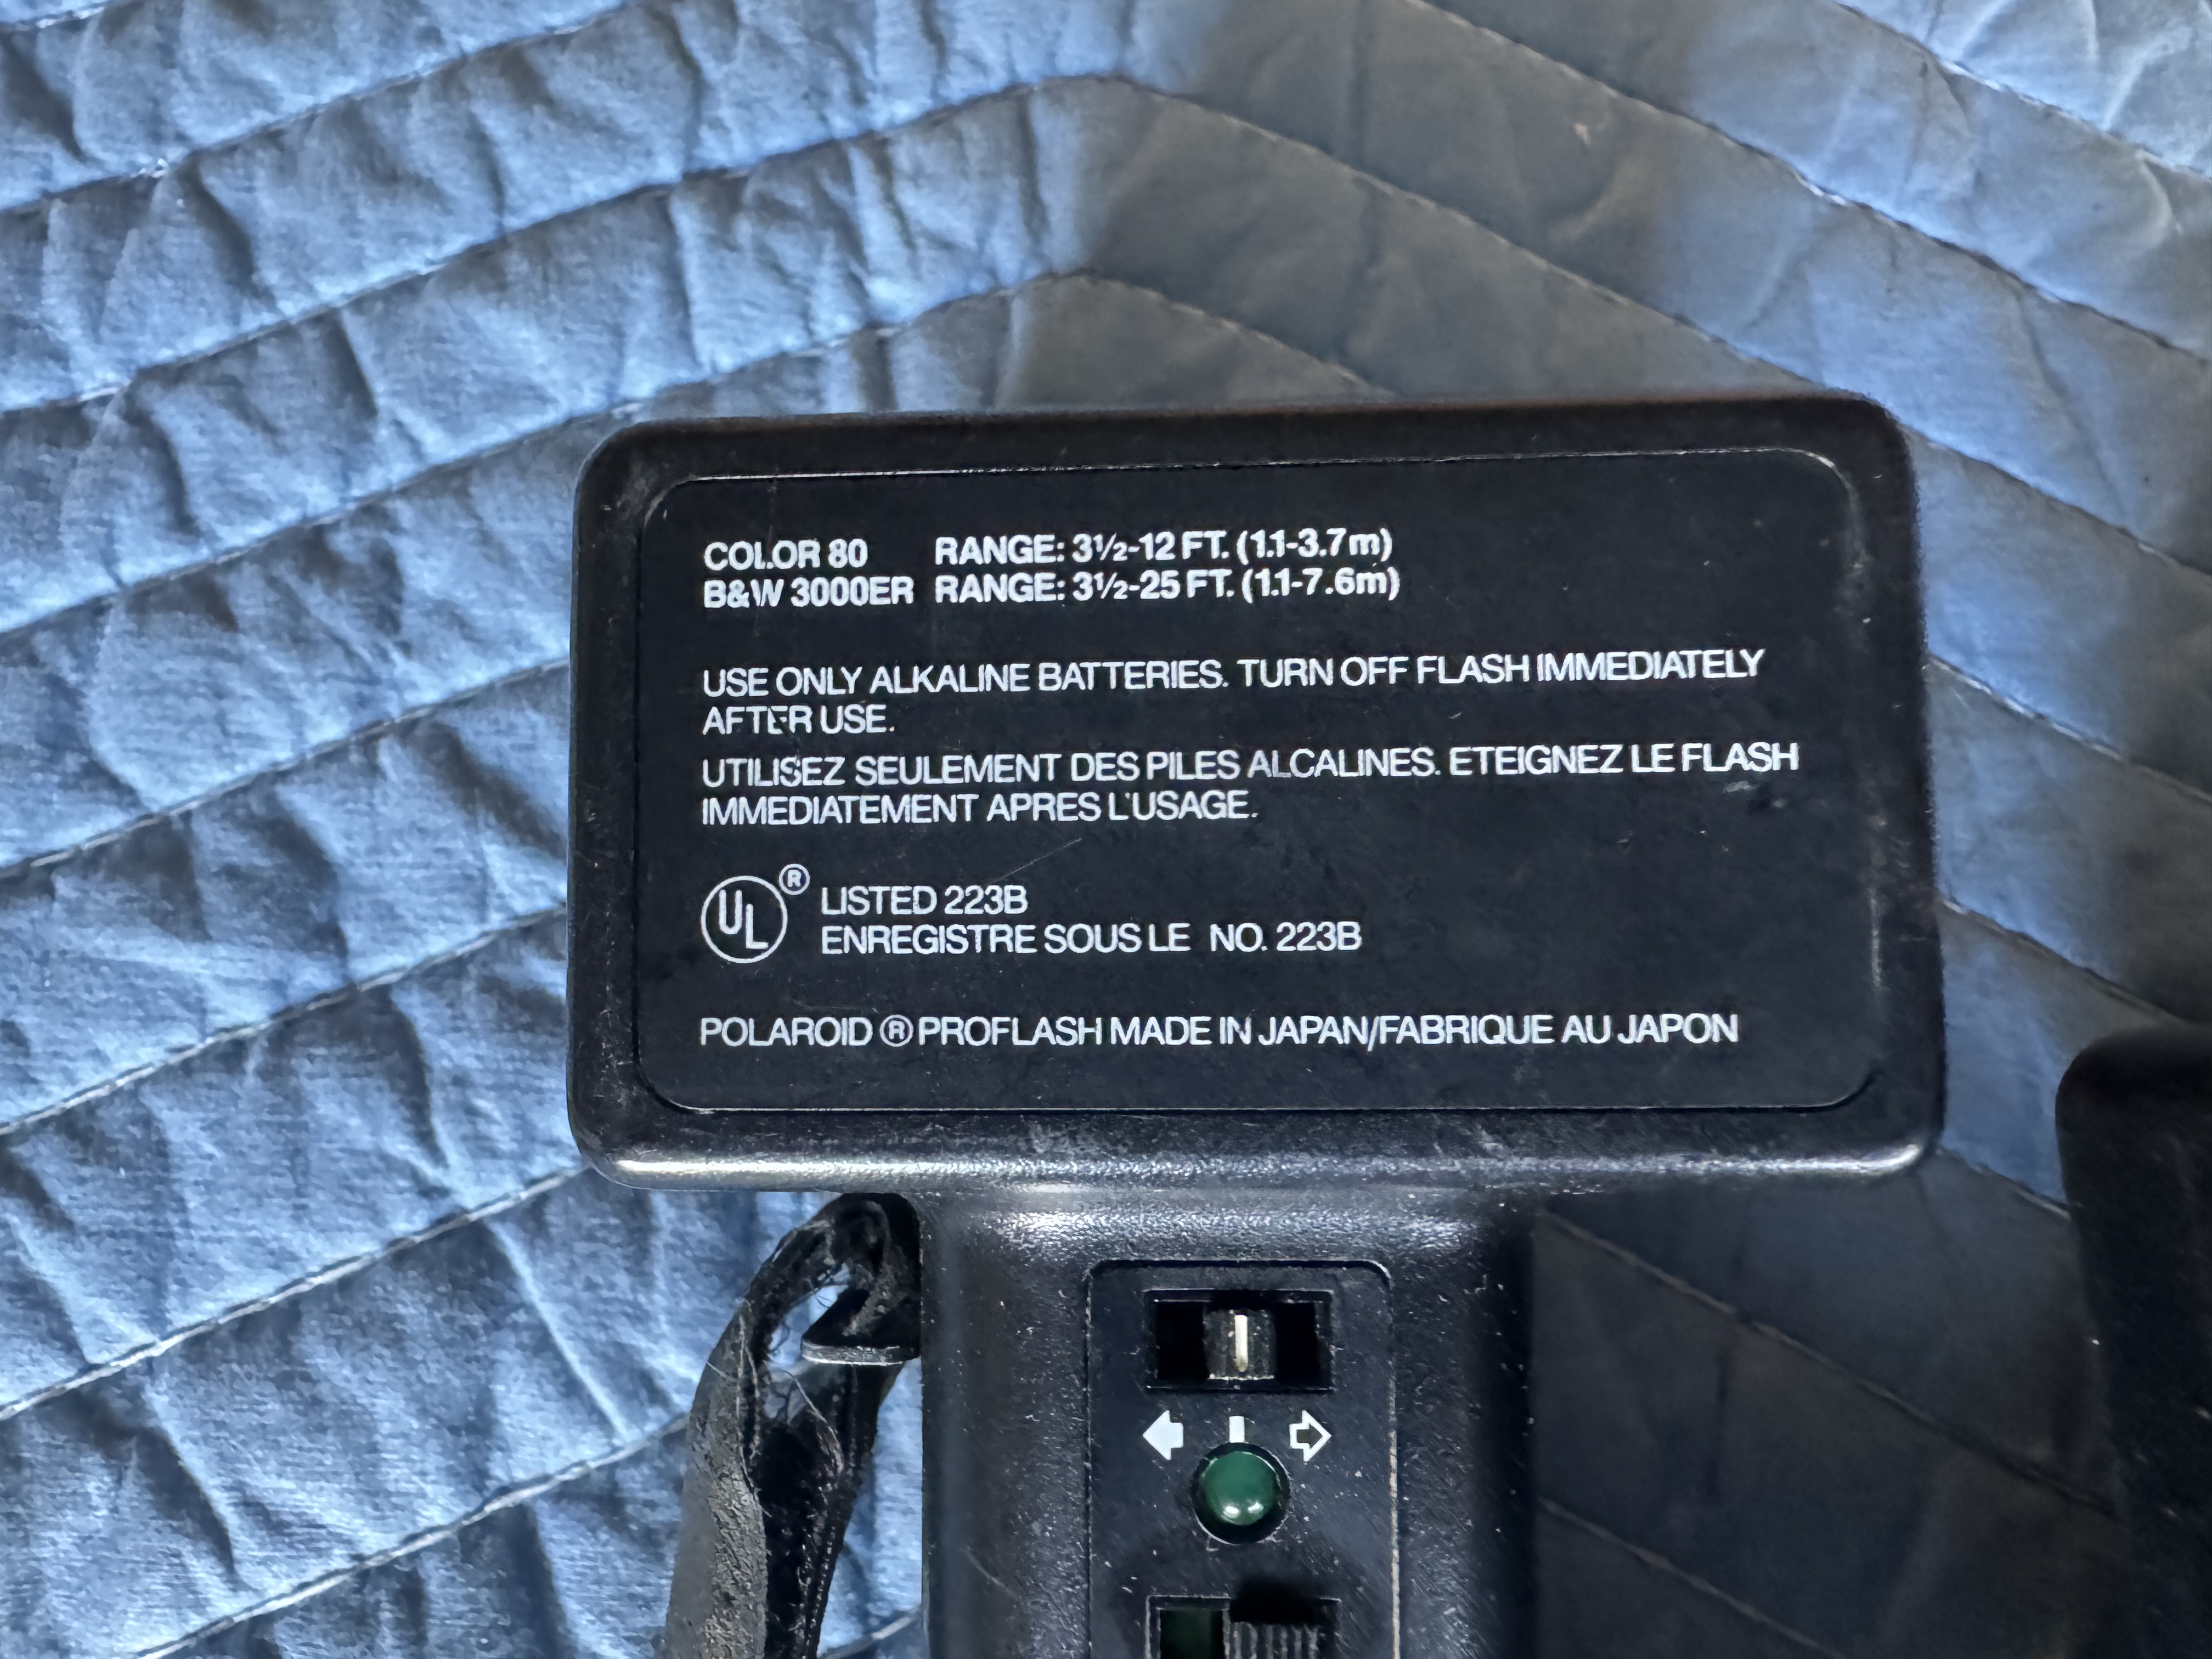 COLOR 80 RANGE: 3½-12 FT. (1.1-3.7m)
B&W 3000ER RANGE: 3½-25 FT. (1.1-7.6m)
USE ONLY ALKALINE BATTERIES. TURN OFF FLASH IMMEDIATELY
AFTER USE.
UTILISEZ SEULEMENT DES PILES ALCALINES. ETEIGNEZ LE FLASH
IMMEDIATEMENT APRES L'USAGE.
UL ® LISTED 223B
ENREGISTRE SOUS LE NO. 223B
POLAROID ® PROFLASH MADE IN JAPAN/FABRIQUE AU JAPON